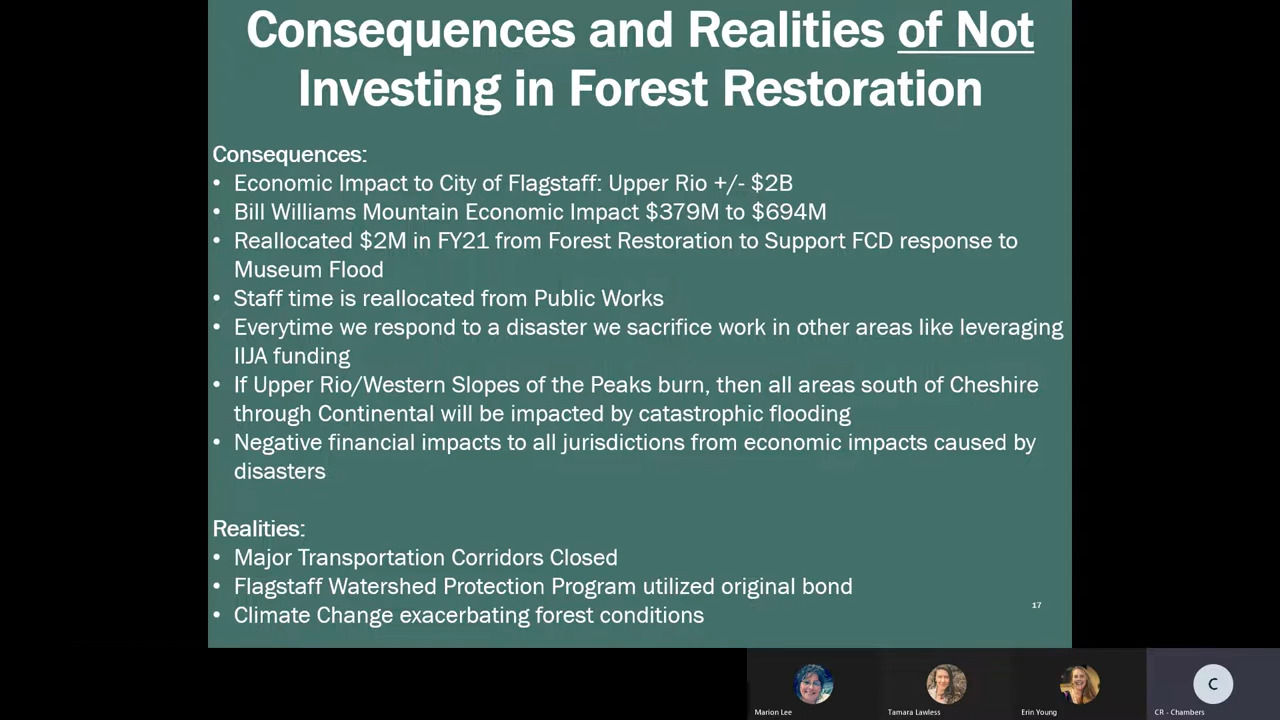 Consequences and Realities of Not
Investing in Forest Restoration
Consequences:
• Economic Impact to City of Flagstaff: Upper Rio +/- $2B
• Bill Williams Mountain Economic Impact $379M to $694M
• Reallocated $2M in FY21 from Forest Restoration to Support FCD response to
Museum Flood
• Staff time is reallocated from Public Works
• Everytime we respond to a disaster we sacrifice work in other areas like leveraging
IIJA funding
• If Upper Rio/Western Slopes of the Peaks burn, then all areas south of Cheshire
through Continental will be impacted by catastrophic flooding
• Negative financial impacts to all jurisdictions from economic impacts caused by
disasters
Realities:
• Major Transportation Corridors Closed
• Flagstaff Watershed Protection Program utilized original bond
• Climate Change exacerbating forest conditions
17
C
Marion Lee
Tamara Lawless
Erin Young
CR - Chambers